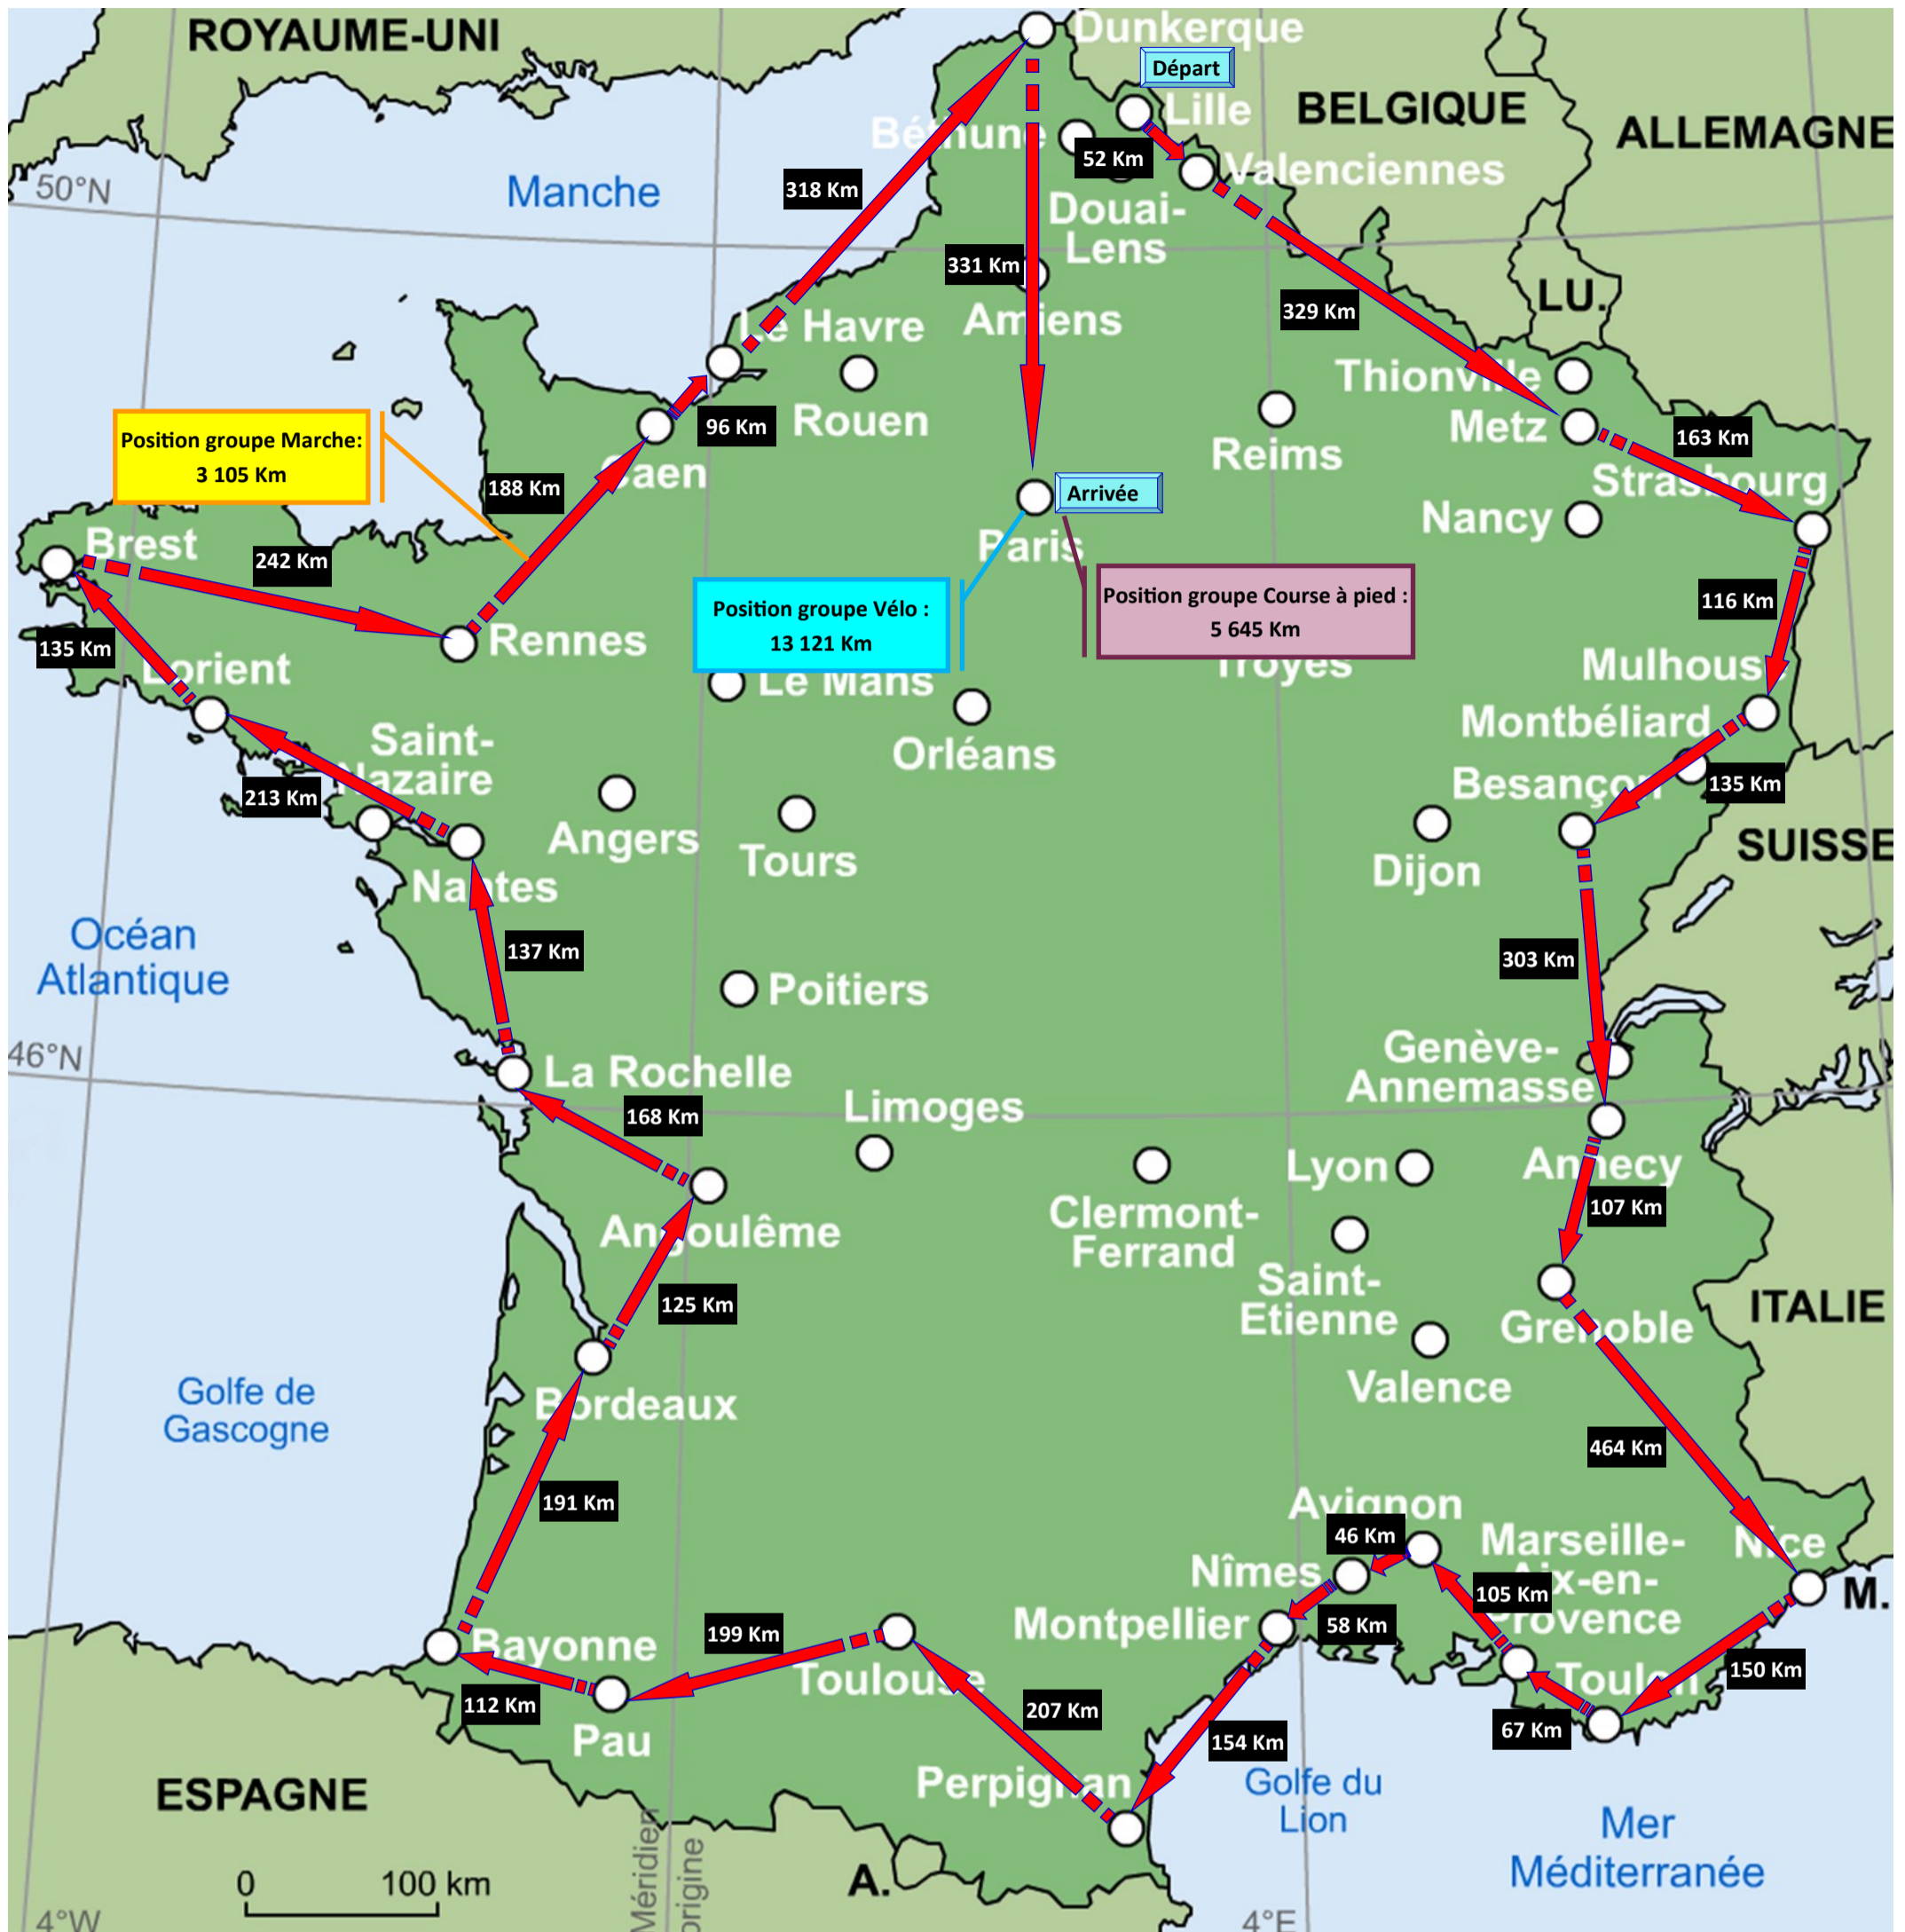 ROYAUME-UNI
Dunkerque
Départ
Lille
BELGIQUE
ALLEMAGNE
Béthune
52 Km
Valenciennes
50°N
Manche
318 Km
Douai-
Lens
331 Km
Amiens
329 Km
LU.
Le Havre
Rouen
Thionville
Metz
163 Km
Reims
Strasbourg
Nancy
96 Km
Caen
188 Km
Position groupe Marche:
3 105 Km
Arrivée
Paris
Brest
242 Km
135 Km
Rennes
Lorient
Position groupe Vélo :
13 121 Km
Position groupe Course à pied :
5 645 Km
Troyes
116 Km
Mulhous
Montbéliard
Le Mans
Orléans
Saint-
Nazaire
213 Km
Besançon
135 Km
Angers
Tours
Dijon
SUISSE
Nantes
Océan
Atlantique
137 Km
303 Km
Poitiers
46°N
La Rochelle
Genève-
Annemasse
168 Km
Limoges
Lyon
Annecy
107 Km
Angoulême
Clermont-
Ferrand
Saint-
Etienne
125 Km
Grenoble
ITALIE
Golfe de
Gascogne
Bordeaux
Valence
464 Km
191 Km
Avignon
46 Km
Marseille-
Aix-en-
Provence
Nice
M.
Nîmes
105 Km
58 Km
Montpellier
199 Km
Bayonne
Toulouse
Toulon
150 Km
112 Km
Pau
207 Km
154 Km
67 Km
Perpignan
ESPAGNE
Golfe du
Lion
Mer
Méditerranée
0 100 km
Méridien
origine
A.
4°W
4°E